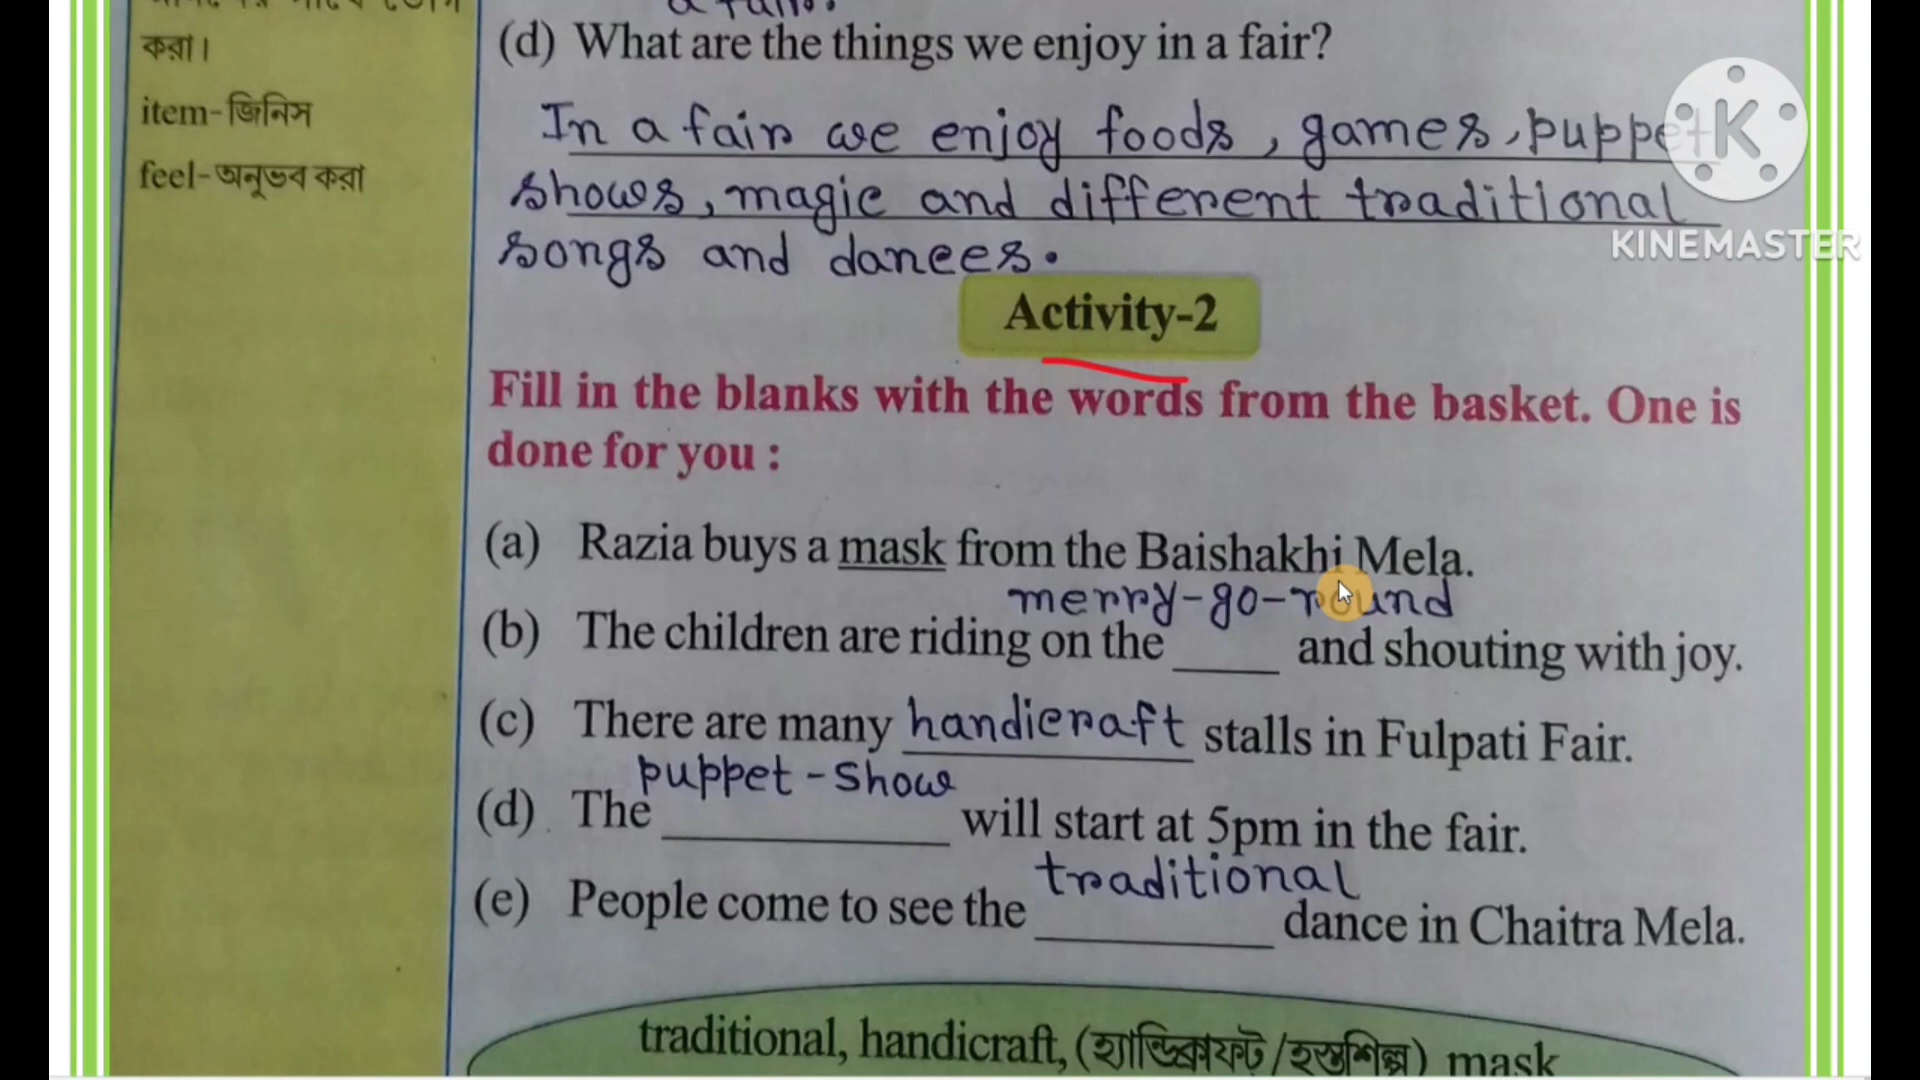 করা।
item-জিনিস
feel-অনুভব করা
a fair.
(d) What are the things we enjoy in a fair?
In a fair we enjoy foods, games, puppet
shows, magic and different traditional
songs and dances.
KINEMASTER
Activity-2
Fill in the blanks with the words from the basket. One is
done for you :
(a) Razia buys a mask from the Baishakhi Mela.
merry-go-round
(b) The children are riding on the ____ and shouting with joy.
(c) There are many handicraft stalls in Fulpati Fair.
puppet-show
(d) The ____ will start at 5pm in the fair.
traditional
(e) People come to see the ____ dance in Chaitra Mela.
traditional, handicraft, (হ্যান্ডিক্রাফট/হস্তশিল্প) mask